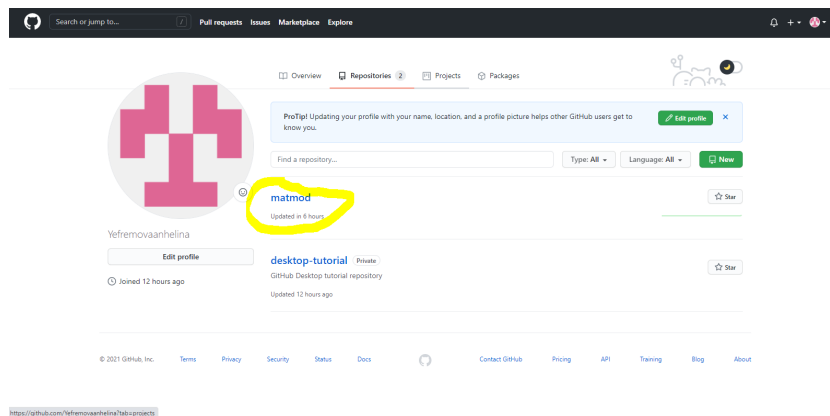 Search or jump to... / Pull requests Issues Marketplace Explore
Overview Repositories 2 Projects Packages
ProTip! Updating your profile with your name, location, and a profile picture helps other GitHub users get to
know you.
Edit profile
Find a repository...
Type: All
Language: All
New
matmod
Star
Updated in 6 hours
Yefremovaanhelina
Edit profile
Joined 12 hours ago
desktop-tutorial Private
Star
GitHub Desktop tutorial repository
Updated 12 hours ago
© 2021 GitHub, Inc. Terms Privacy Security Status Docs Contact GitHub Pricing API Training Blog About
https://github.com/Yefremovaanhelina?tab=projects